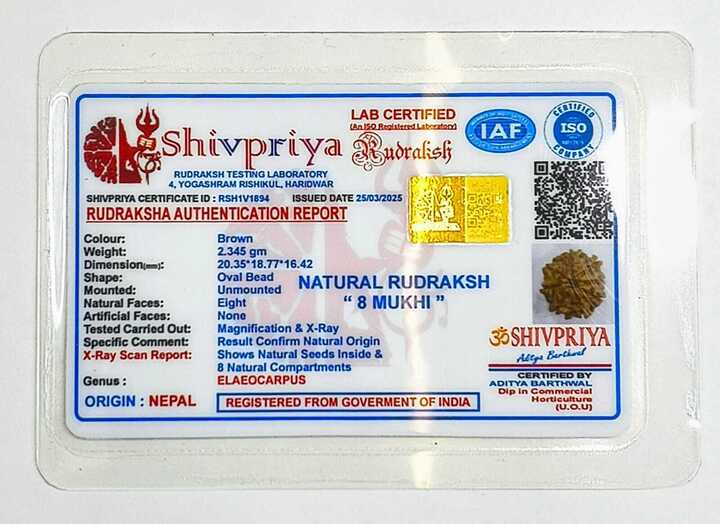 Shivpriya
RUDRAKSH TESTING LABORATORY
4, YOGASHRAM RISHIKUL, HARIDWAR
LAB CERTIFIED
(An ISO Registered Laboratory)
Rudraksh
IAF
CERTIFIED
ISO
COMPANY
SHIVPRIYA CERTIFICATE ID : RSH1V1894 ISSUED DATE 25/03/2025
RUDRAKSHA AUTHENTICATION REPORT
Colour: Brown
Weight: 2.345 gm
Dimension(mm): 20.35*18.77*16.42
Shape: Oval Bead
Mounted: Unmounted
Natural Faces: Eight
Artificial Faces: None
Tested Carried Out: Magnification & X-Ray
Specific Comment: Result Confirm Natural Origin
X-Ray Scan Report: Shows Natural Seeds Inside &
8 Natural Compartments
Genus : ELAEOCARPUS
ORIGIN : NEPAL
REGISTERED FROM GOVERMENT OF INDIA
NATURAL RUDRAKSH
“ 8 MUKHI ”
ॐ SHIVPRIYA
Aditya Barthwal
CERTIFIED BY
ADITYA BARTHWAL
Dip in Commercial
Horticulture
(U.O.U)